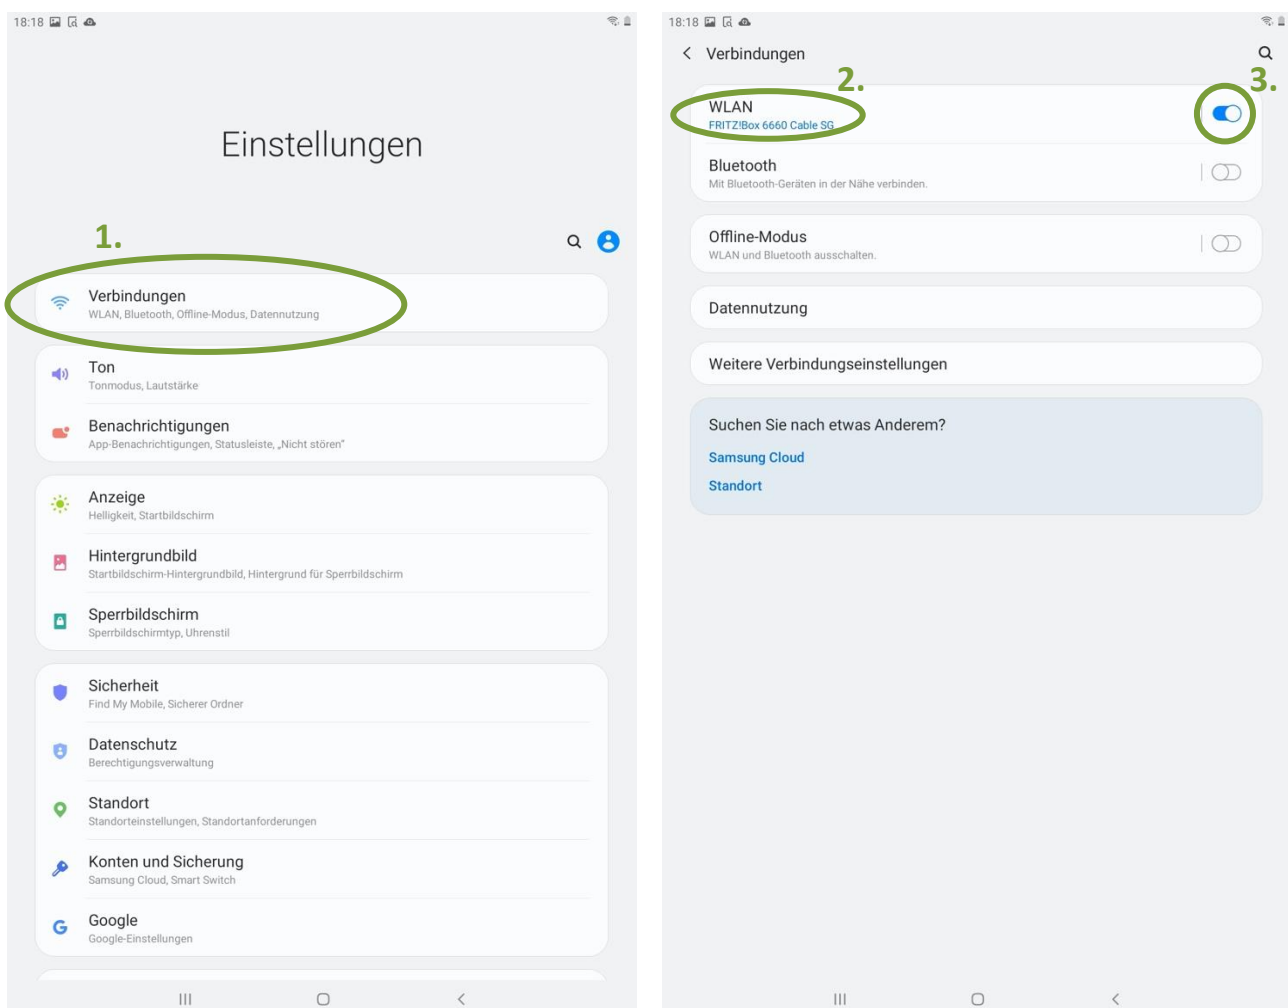 18:18
Einstellungen
1.
Verbindungen
WLAN, Bluetooth, Offline-Modus, Datennutzung
Ton
Tonmodus, Lautstärke
Benachrichtigungen
App-Benachrichtigungen, Statusleiste, „Nicht stören“
Anzeige
Helligkeit, Startbildschirm
Hintergrundbild
Startbildschirm-Hintergrundbild, Hintergrund für Sperrbildschirm
Sperrbildschirm
Sperrbildschirmtyp, Uhrenstil
Sicherheit
Find My Mobile, Sicherer Ordner
Datenschutz
Berechtigungsverwaltung
Standort
Standorteinstellungen, Standortanforderungen
Konten und Sicherung
Samsung Cloud, Smart Switch
Google
Google-Einstellungen
18:18
Verbindungen
2.
3.
WLAN
FRITZ!Box 6660 Cable SG
Bluetooth
Mit Bluetooth-Geräten in der Nähe verbinden.
Offline-Modus
WLAN und Bluetooth ausschalten.
Datennutzung
Weitere Verbindungseinstellungen
Suchen Sie nach etwas Anderem?
Samsung Cloud
Standort